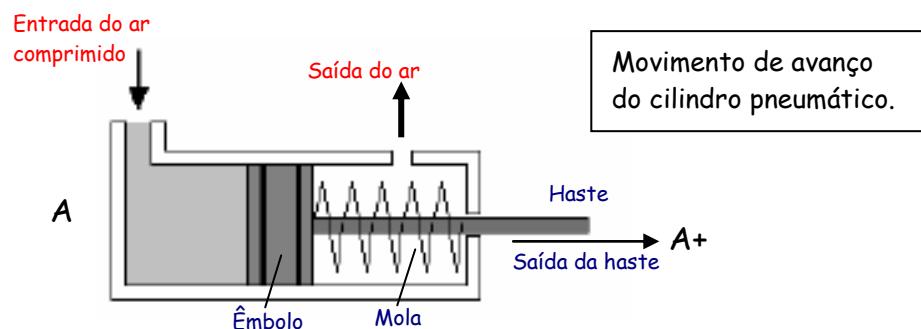 Entrada do ar
comprimido
Saída do ar
Movimento de avanço
do cilindro pneumático.
A
Haste
A+
Saída da haste
Êmbolo
Mola